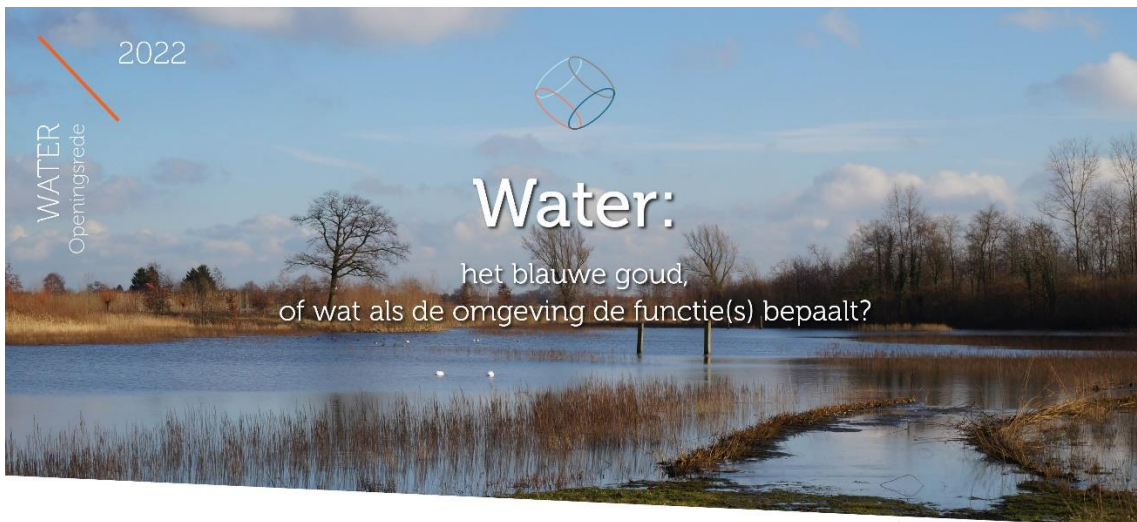 2022
WATER
Openingsrede
Water:
het blauwe goud,
of wat als de omgeving de functie(s) bepaalt?